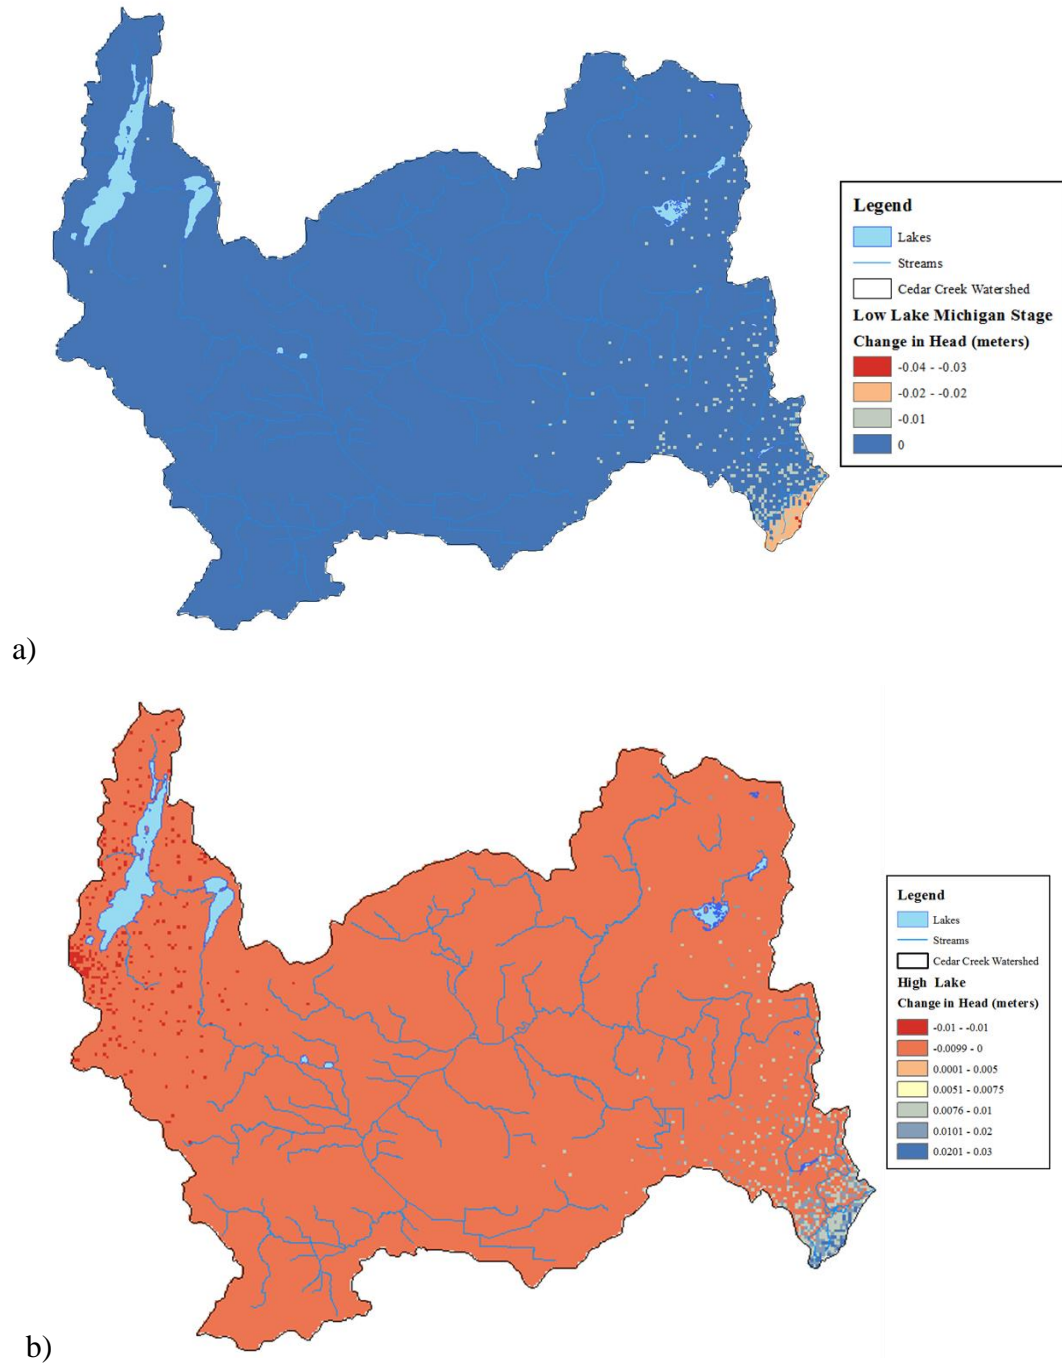 Legend
Lakes
Streams
Cedar Creek Watershed
Low Lake Michigan Stage
Change in Head (meters)
-0.04 - -0.03
-0.02 - -0.02
-0.01
0
a)
Legend
Lakes
Streams
Cedar Creek Watershed
High Lake
Change in Head (meters)
-0.01 - -0.01
-0.0099 - 0
0.0001 - 0.005
0.0051 - 0.0075
0.0076 - 0.01
0.0101 - 0.02
0.0201 - 0.03
b)